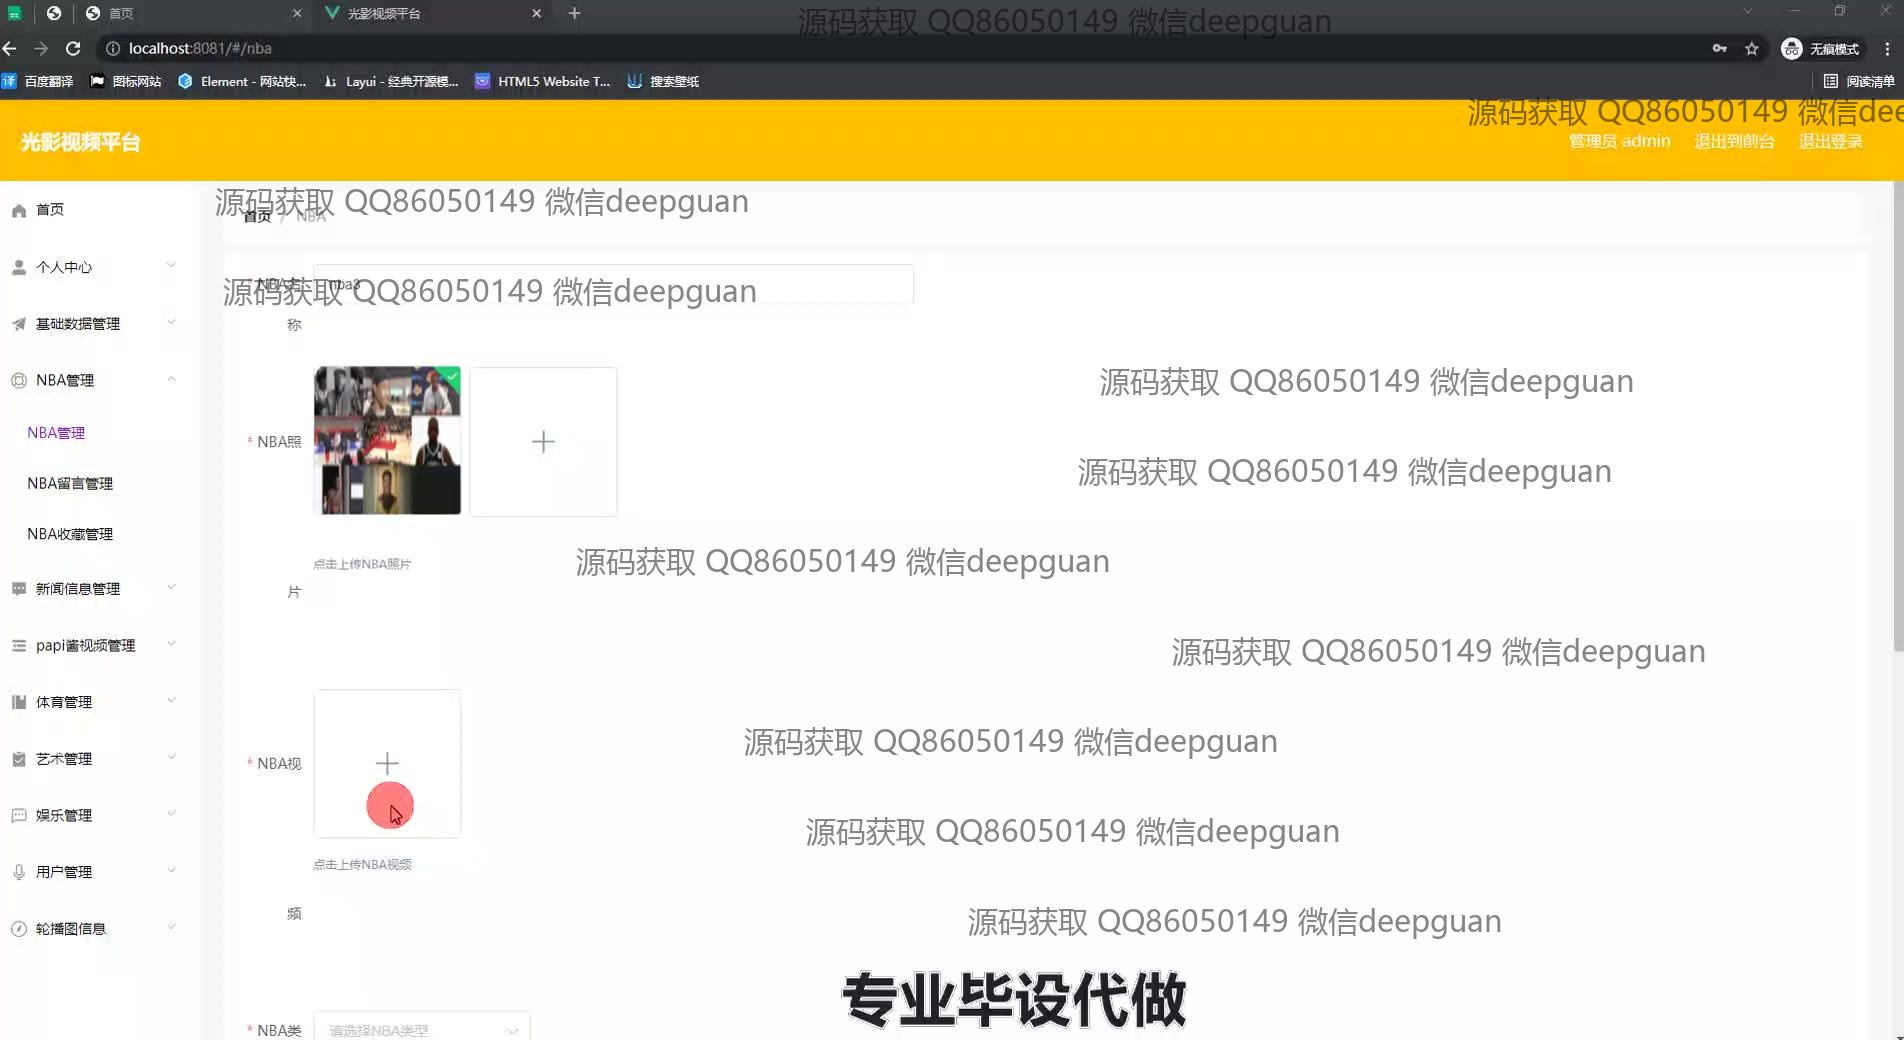 首页
光影视频平台
源码获取 QQ86050149 微信deepguan
localhost:8081/#/nba
无痕模式
百度翻译
图标网站
Element - 网站快...
Layui - 经典开源模...
HTML5 Website T...
搜索壁纸
阅读清单
源码获取 QQ86050149 微信dee
光影视频平台
管理员 admin
退出到前台
退出登录
源码获取 QQ86050149 微信deepguan
首页 / NBA
首页
个人中心
基础数据管理
NBA管理
NBA管理
NBA留言管理
NBA收藏管理
新闻信息管理
papi酱视频管理
体育管理
艺术管理
娱乐管理
用户管理
轮播图信息
* NBA名称
nba3
源码获取 QQ86050149 微信deepguan
源码获取 QQ86050149 微信deepguan
* NBA照片
源码获取 QQ86050149 微信deepguan
点击上传NBA照片
源码获取 QQ86050149 微信deepguan
源码获取 QQ86050149 微信deepguan
* NBA视频
源码获取 QQ86050149 微信deepguan
源码获取 QQ86050149 微信deepguan
点击上传NBA视频
源码获取 QQ86050149 微信deepguan
专业毕设代做
* NBA类
请选择NBA类型